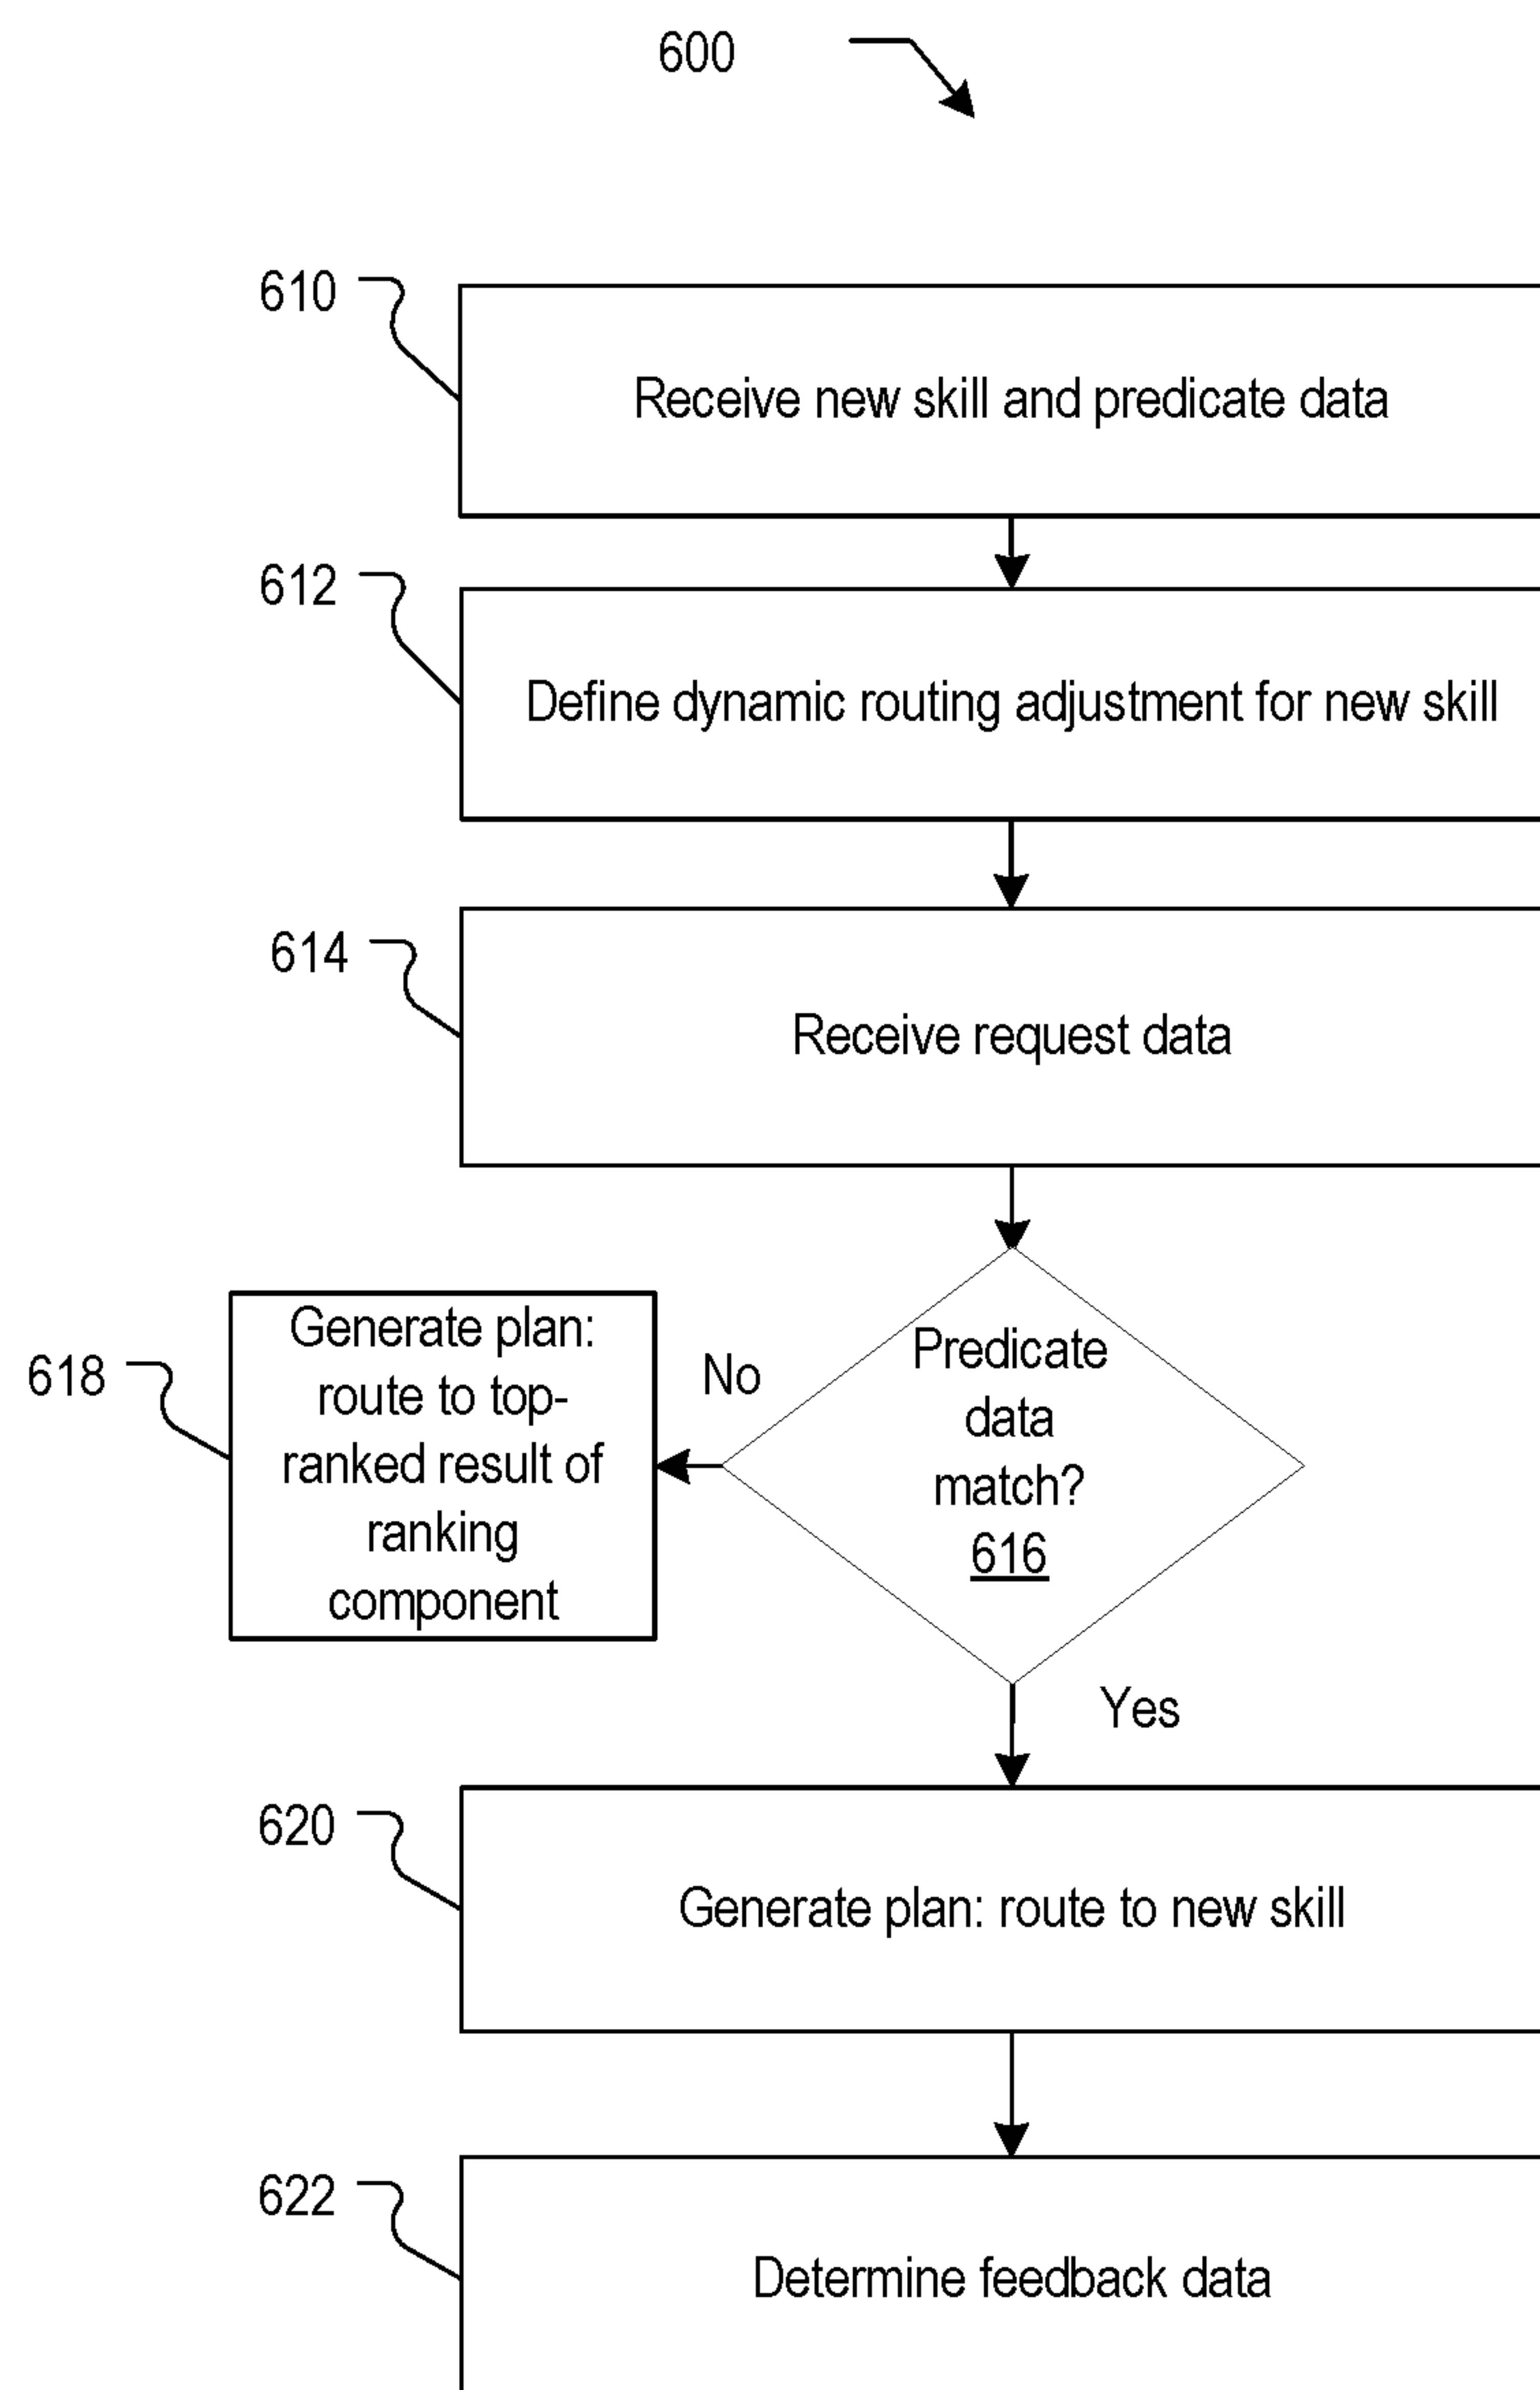 600
610
Receive new skill and predicate data
612
Define dynamic routing adjustment for new skill
614
Receive request data
618
Generate plan:
route to top-
ranked result of
ranking
component
No
Predicate
data
match?
616
Yes
620
Generate plan: route to new skill
622
Determine feedback data